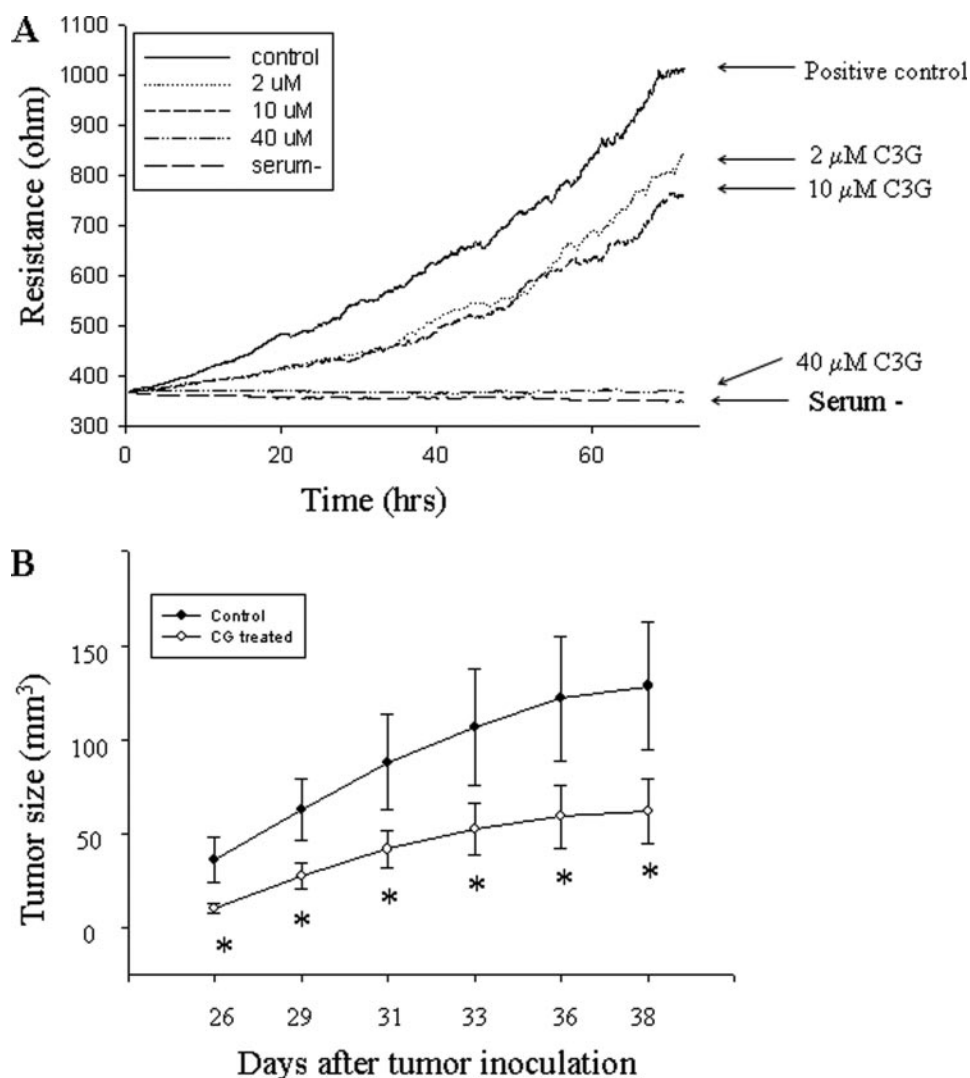 A
1100
1000
900
800
700
600
500
400
300
Resistance (ohm)
control
2 uM
10 uM
40 uM
serum-
Positive control
2 μM C3G
10 μM C3G
40 μM C3G
Serum -
0 20 40 60
Time (hrs)
B
Control
CG treated
150
100
50
0
Tumor size (mm³)
* * * * * *
26 29 31 33 36 38
Days after tumor inoculation